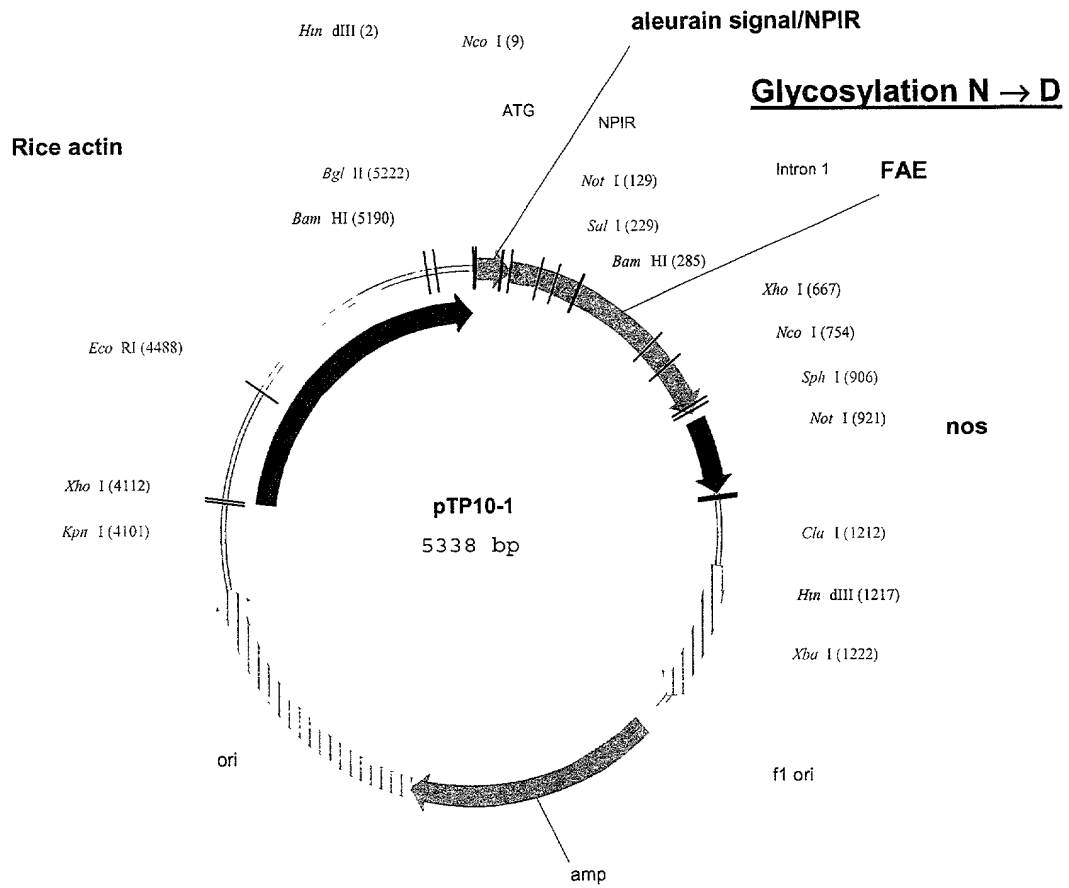 aleurain signal/NPIR
Hin dIII (2)
Nco I (9)
Glycosylation N → D
ATG
NPIR
Rice actin
Intron 1
FAE
Bgl II (5222)
Not I (129)
Bam HI (5190)
Sal I (229)
Bam HI (285)
Xho I (667)
Nco I (754)
Eco RI (4488)
Sph I (906)
Not I (921)
nos
Xho I (4112)
pTP10-1
Kpn I (4101)
5338 bp
Cla I (1212)
Hin dIII (1217)
Xba I (1222)
ori
f1 ori
amp